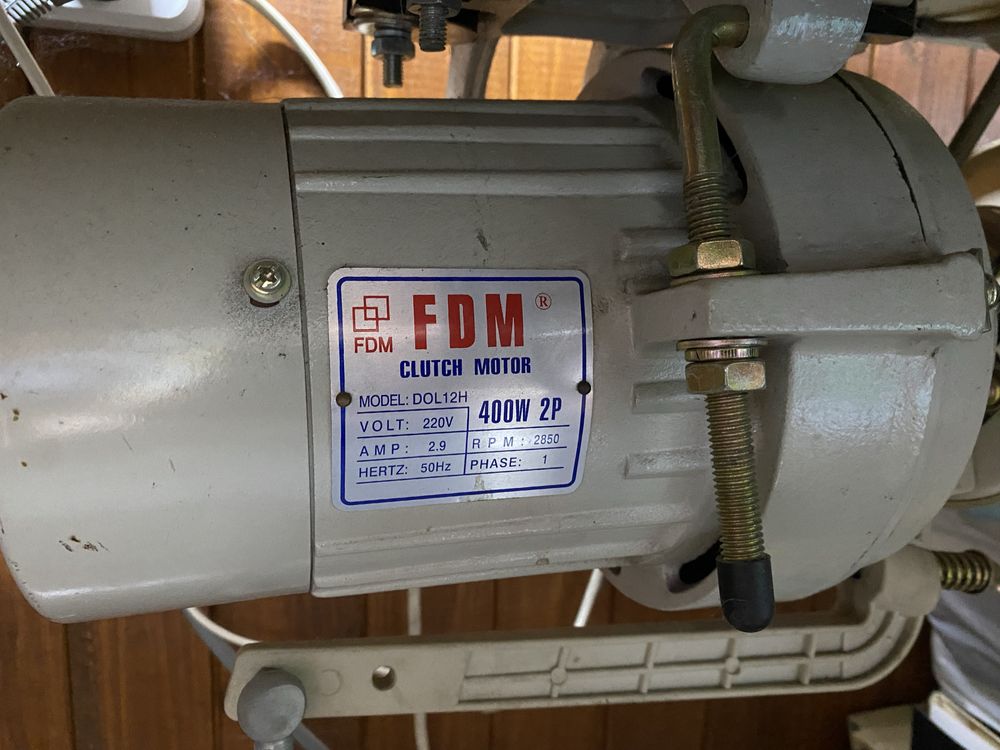 FDM
FDM ®
CLUTCH MOTOR
MODEL: DOL12H
400W 2P
VOLT: 220V
AMP: 2.9
RPM: 2850
HERTZ: 50Hz
PHASE: 1